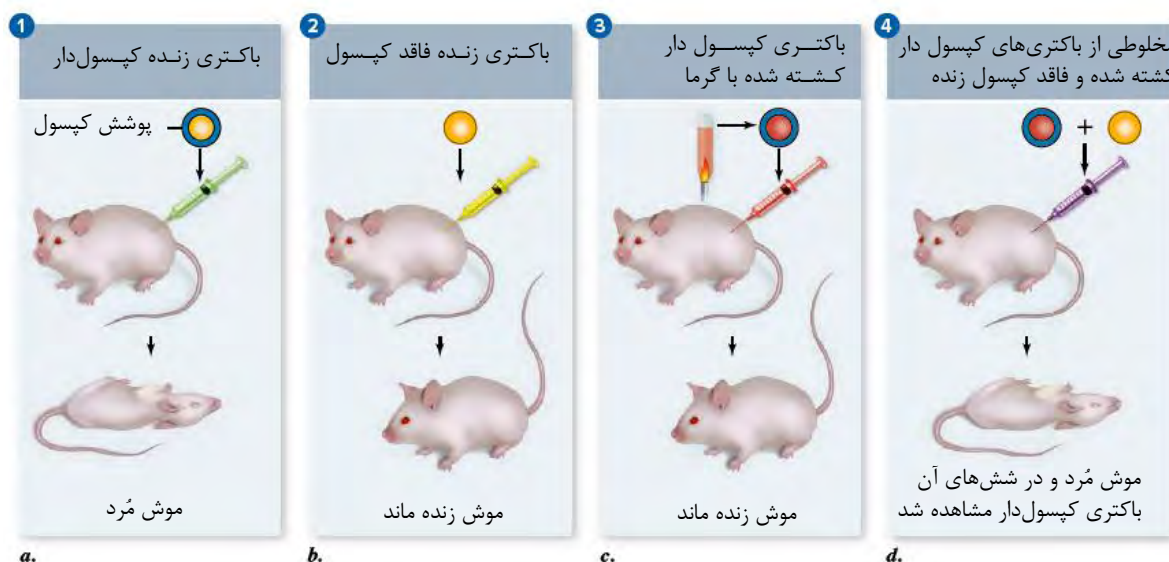 1
باکتری زنده کپسول‌دار
پوشش کپسول
موش مُرد
a.
2
باکتری زنده فاقد کپسول
موش زنده ماند
b.
3
باکتری کپسول دار
کشته شده با گرما
موش زنده ماند
c.
4
خلوطی از باکتری‌های کپسول دار
کشته شده و فاقد کپسول زنده
+
موش مُرد و در شش‌های آن
باکتری کپسول‌دار مشاهده شد
d.